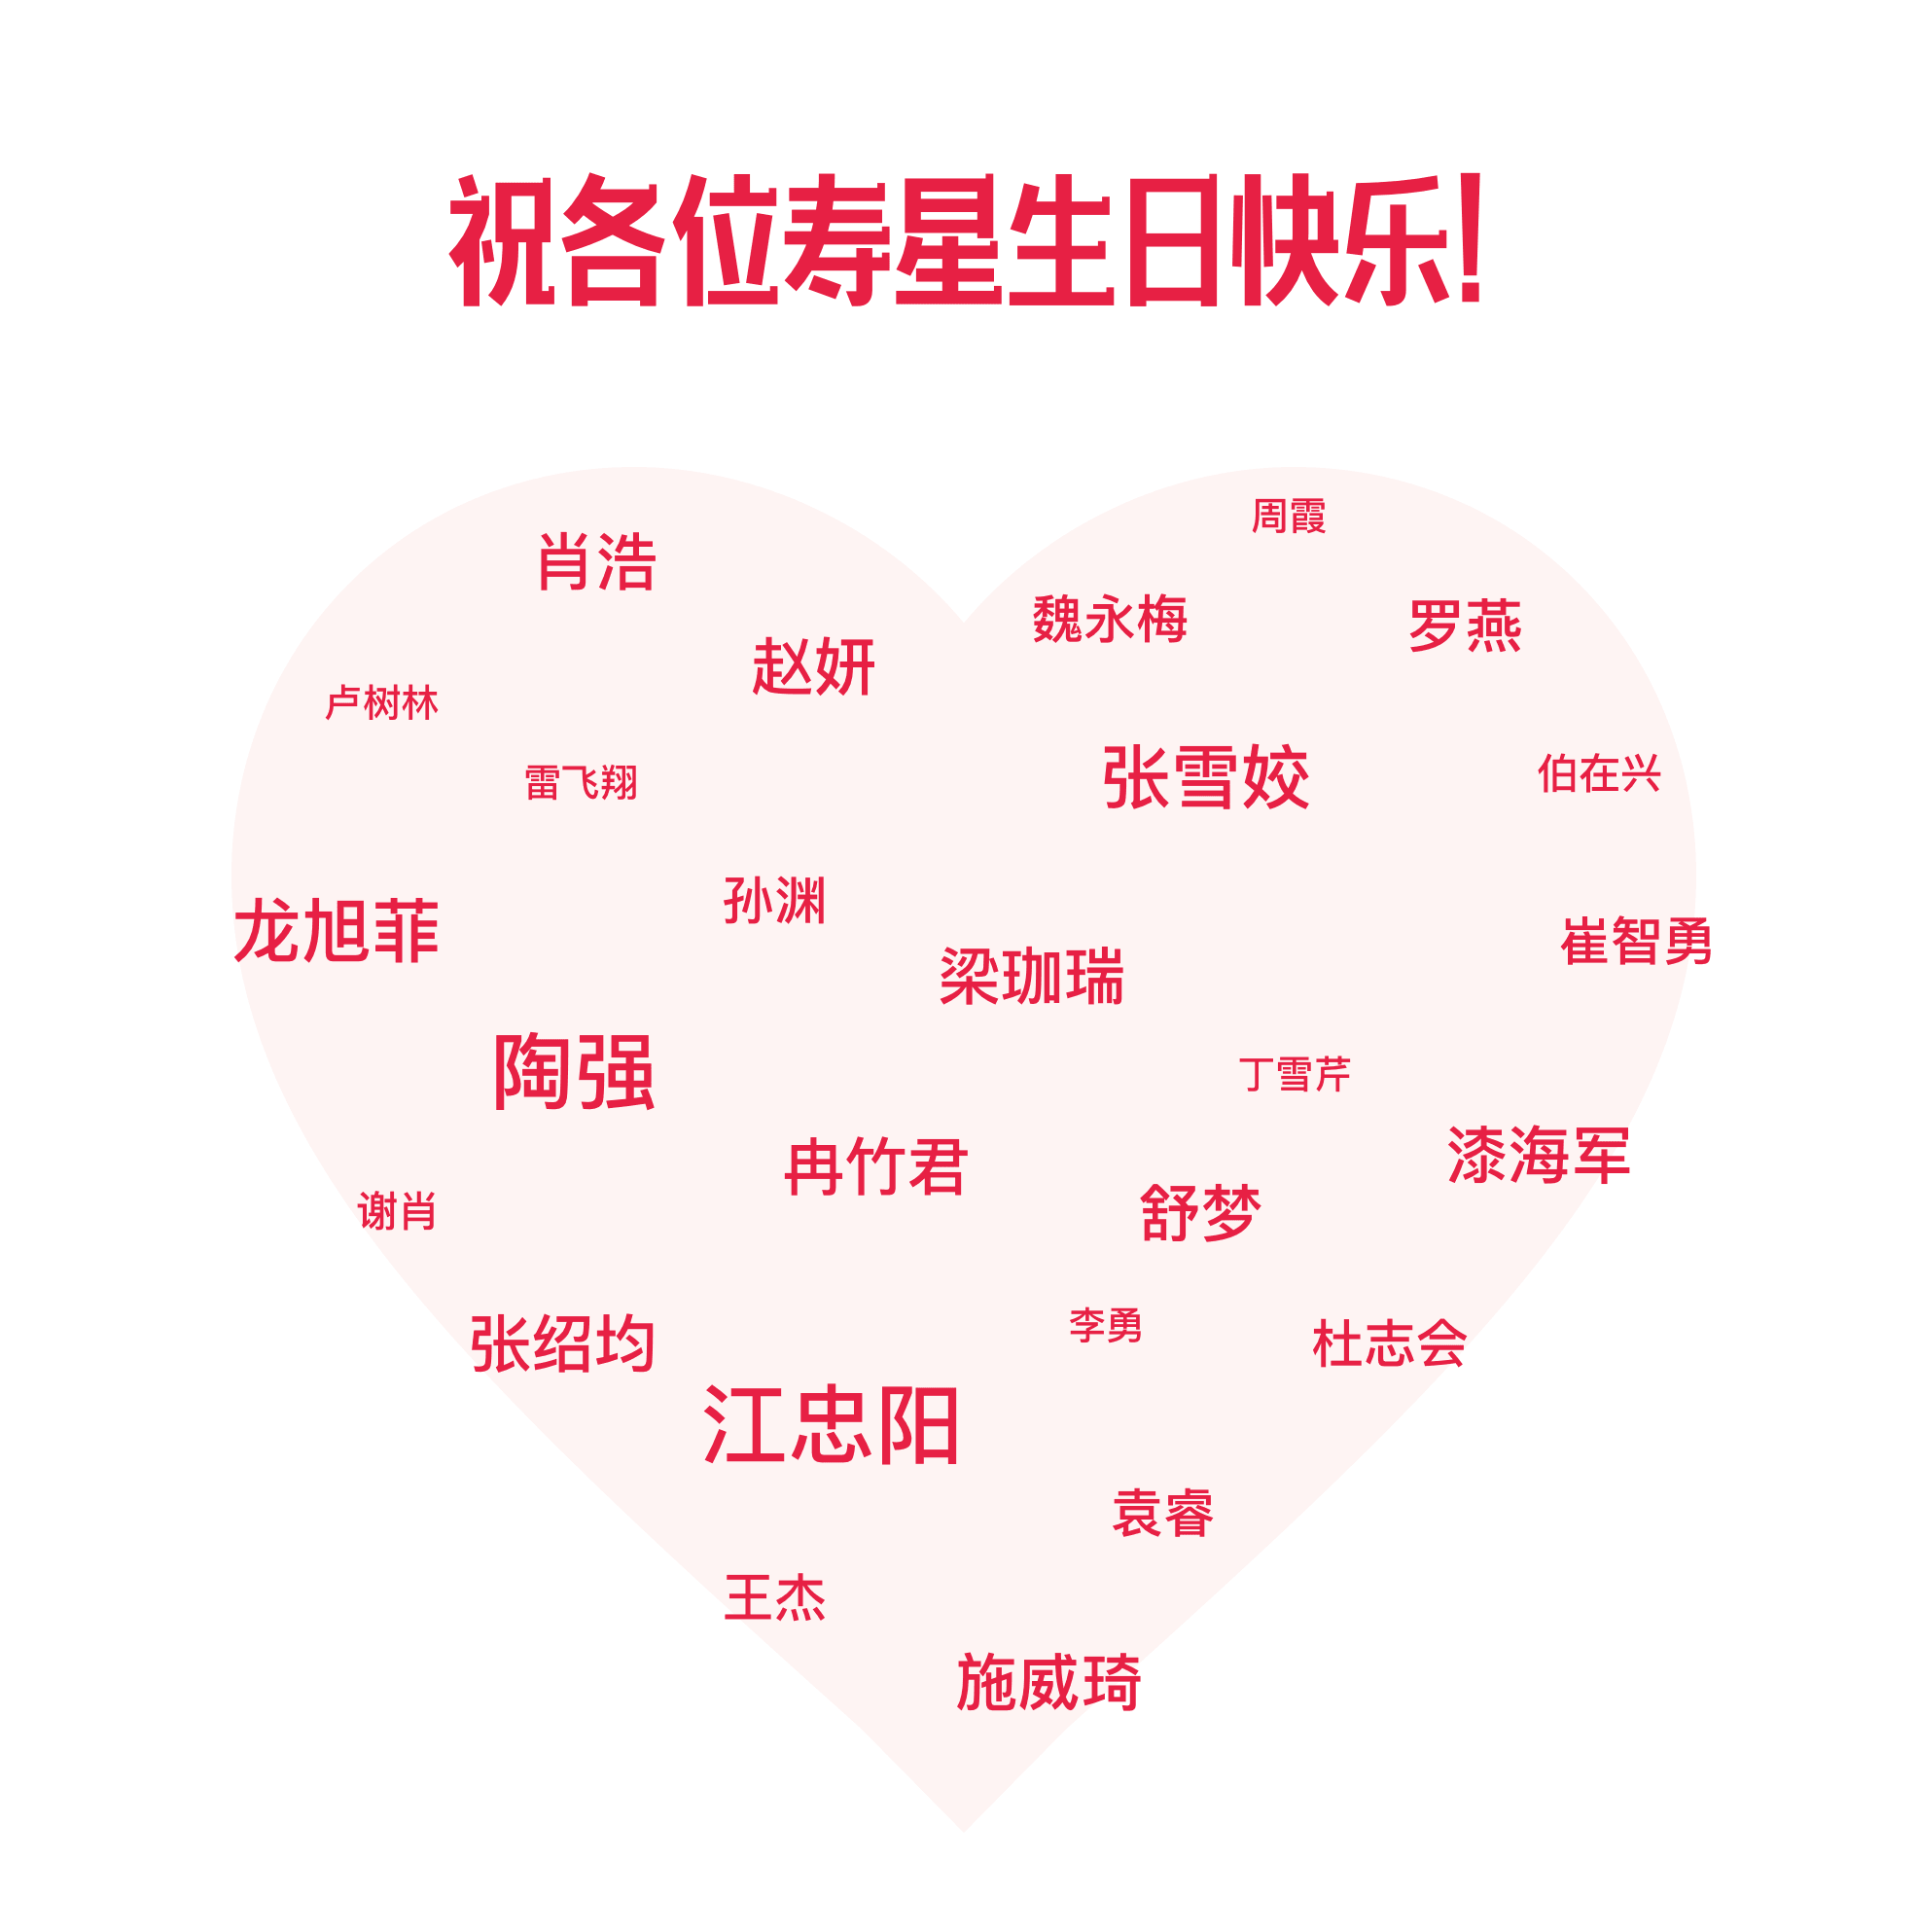 祝各位寿星生日快乐!
周霞
肖浩
魏永梅
罗燕
赵妍
卢树林
张雪姣
伯在兴
雷飞翔
孙渊
龙旭菲
崔智勇
梁珈瑞
陶强
丁雪芹
漆海军
冉竹君
谢肖
舒梦
李勇
张绍均
杜志会
江忠阳
袁睿
王杰
施威琦